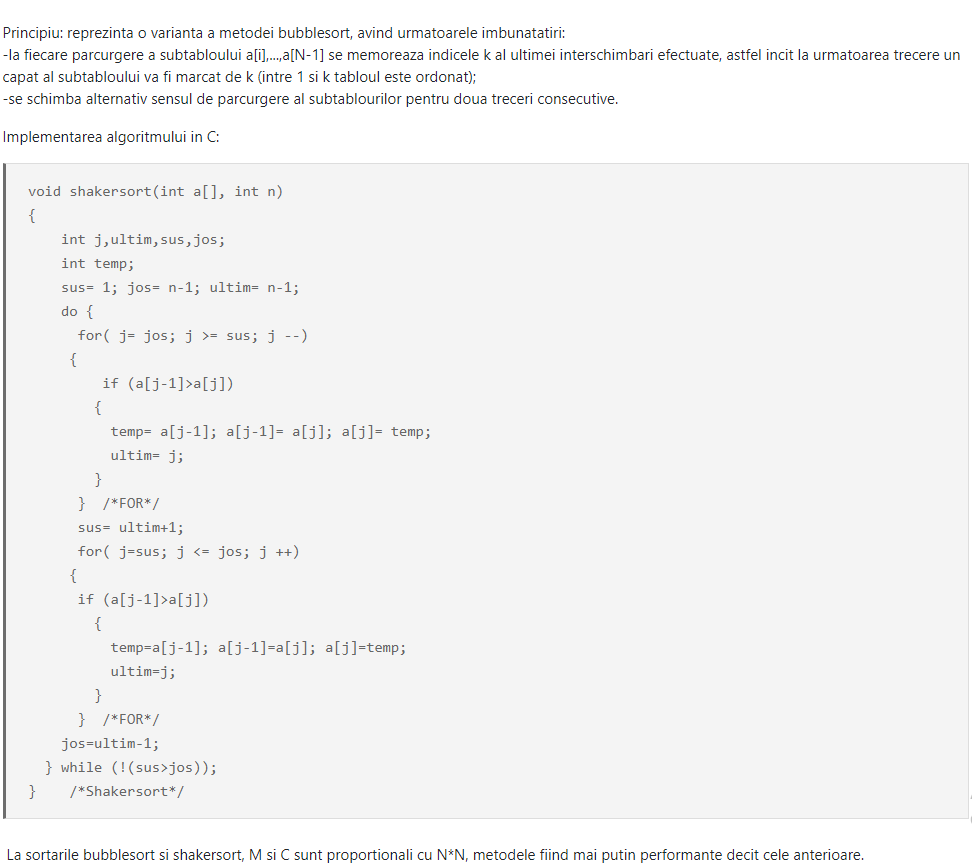 Principiu: reprezinta o varianta a metodei bubblesort, avind urmatoarele imbunatatiri:
-la fiecare parcurgere a subtabloului a[i],...,a[N-1] se memoreaza indicele k al ultimei interschimbari efectuate, astfel incit la urmatoarea trecere un
capat al subtabloului va fi marcat de k (intre 1 si k tabloul este ordonat);
-se schimba alternativ sensul de parcurgere al subtablourilor pentru doua treceri consecutive.
Implementarea algoritmului in C:
void shakersort(int a[], int n)
{
    int j,ultim,sus,jos;
    int temp;
    sus= 1; jos= n-1; ultim= n-1;
    do {
      for( j= jos; j >= sus; j --)
     {
         if (a[j-1]>a[j])
        {
          temp= a[j-1]; a[j-1]= a[j]; a[j]= temp;
          ultim= j;
        }
      }  /*FOR*/
      sus= ultim+1;
      for( j=sus; j <= jos; j ++)
     {
      if (a[j-1]>a[j])
        {
          temp=a[j-1]; a[j-1]=a[j]; a[j]=temp;
          ultim=j;
        }
      }  /*FOR*/
    jos=ultim-1;
  } while (!(sus>jos));
}    /*Shakersort*/
La sortarile bubblesort si shakersort, M si C sunt proportionali cu N*N, metodele fiind mai putin performante decit cele anterioare.